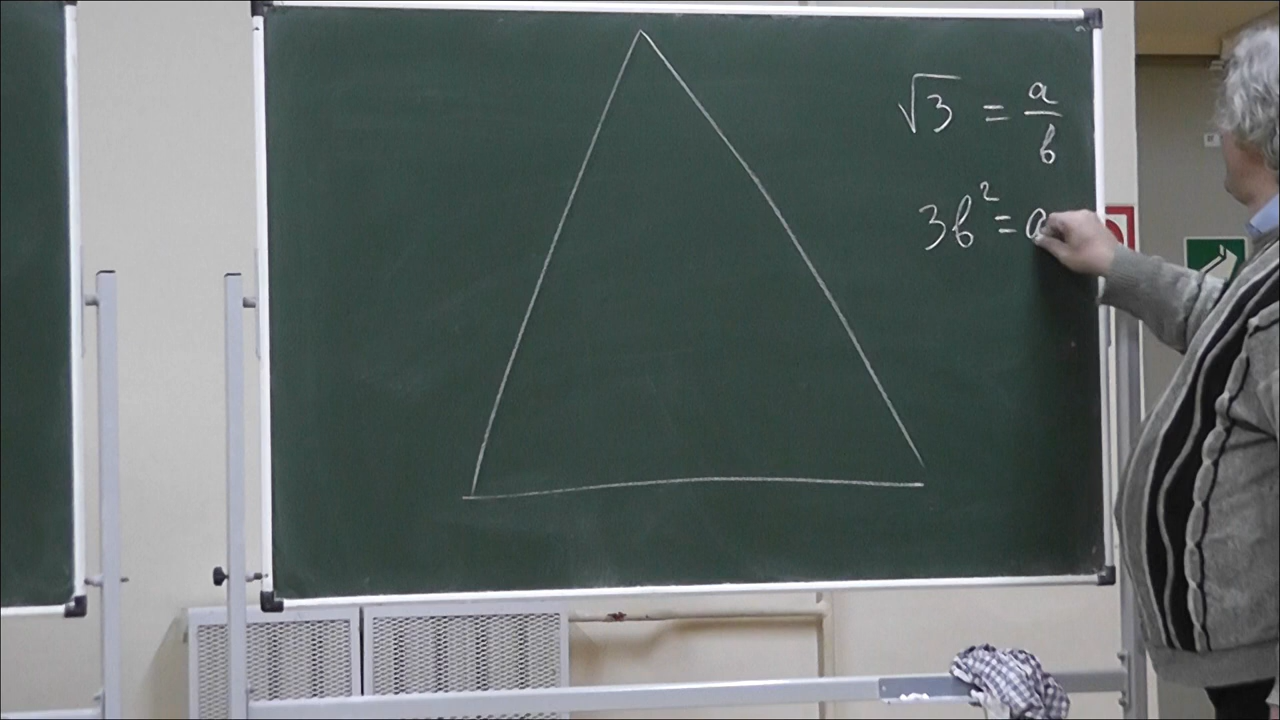 √3 = a/b
3b² = a